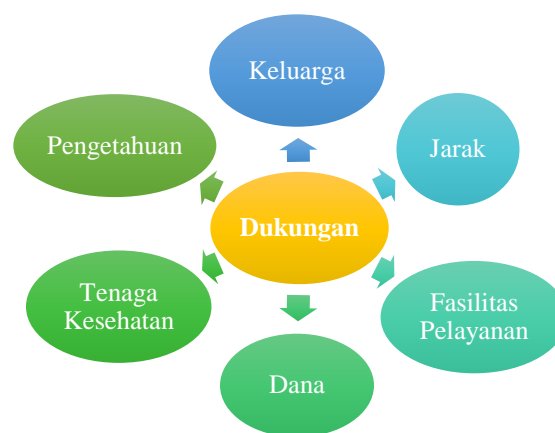 Keluarga
Pengetahuan
Jarak
Dukungan
Tenaga
Kesehatan
Fasilitas
Pelayanan
Dana